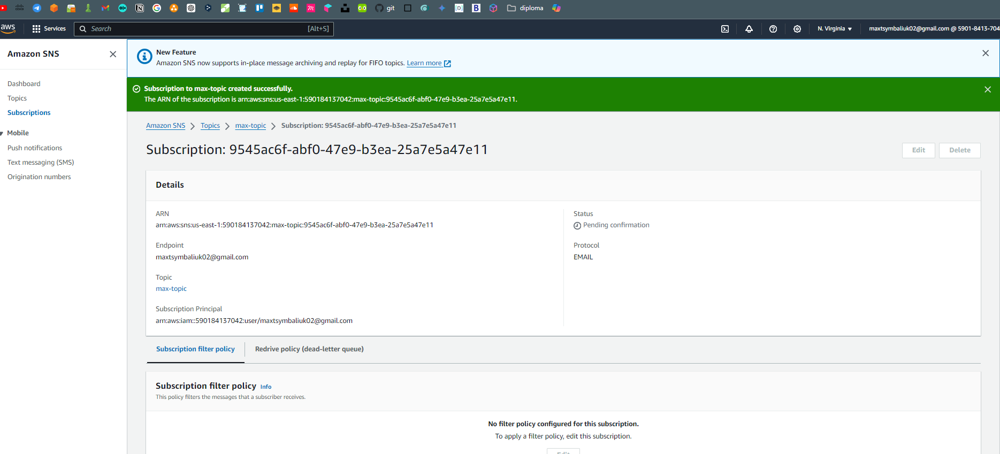 git
diploma
aws
Services
Search
[Alt+S]
N. Virginia
maxtsymbaliuk02@gmail.com @ 5901-8413-704
Amazon SNS
Dashboard
Topics
Subscriptions
Mobile
Push notifications
Text messaging (SMS)
Origination numbers
New Feature
Amazon SNS now supports in-place message archiving and replay for FIFO topics. Learn more
Subscription to max-topic created successfully.
The ARN of the subscription is arn:aws:sns:us-east-1:590184137042:max-topic:9545ac6f-abf0-47e9-b3ea-25a7e5a47e11.
Amazon SNS > Topics > max-topic > Subscription: 9545ac6f-abf0-47e9-b3ea-25a7e5a47e11
Subscription: 9545ac6f-abf0-47e9-b3ea-25a7e5a47e11
Edit
Delete
Details
ARN
arn:aws:sns:us-east-1:590184137042:max-topic:9545ac6f-abf0-47e9-b3ea-25a7e5a47e11
Endpoint
maxtsymbaliuk02@gmail.com
Topic
max-topic
Subscription Principal
arn:aws:iam::590184137042:user/maxtsymbaliuk02@gmail.com
Status
Pending confirmation
Protocol
EMAIL
Subscription filter policy
Redrive policy (dead-letter queue)
Subscription filter policy Info
This policy filters the messages that a subscriber receives.
No filter policy configured for this subscription.
To apply a filter policy, edit this subscription.
Edit